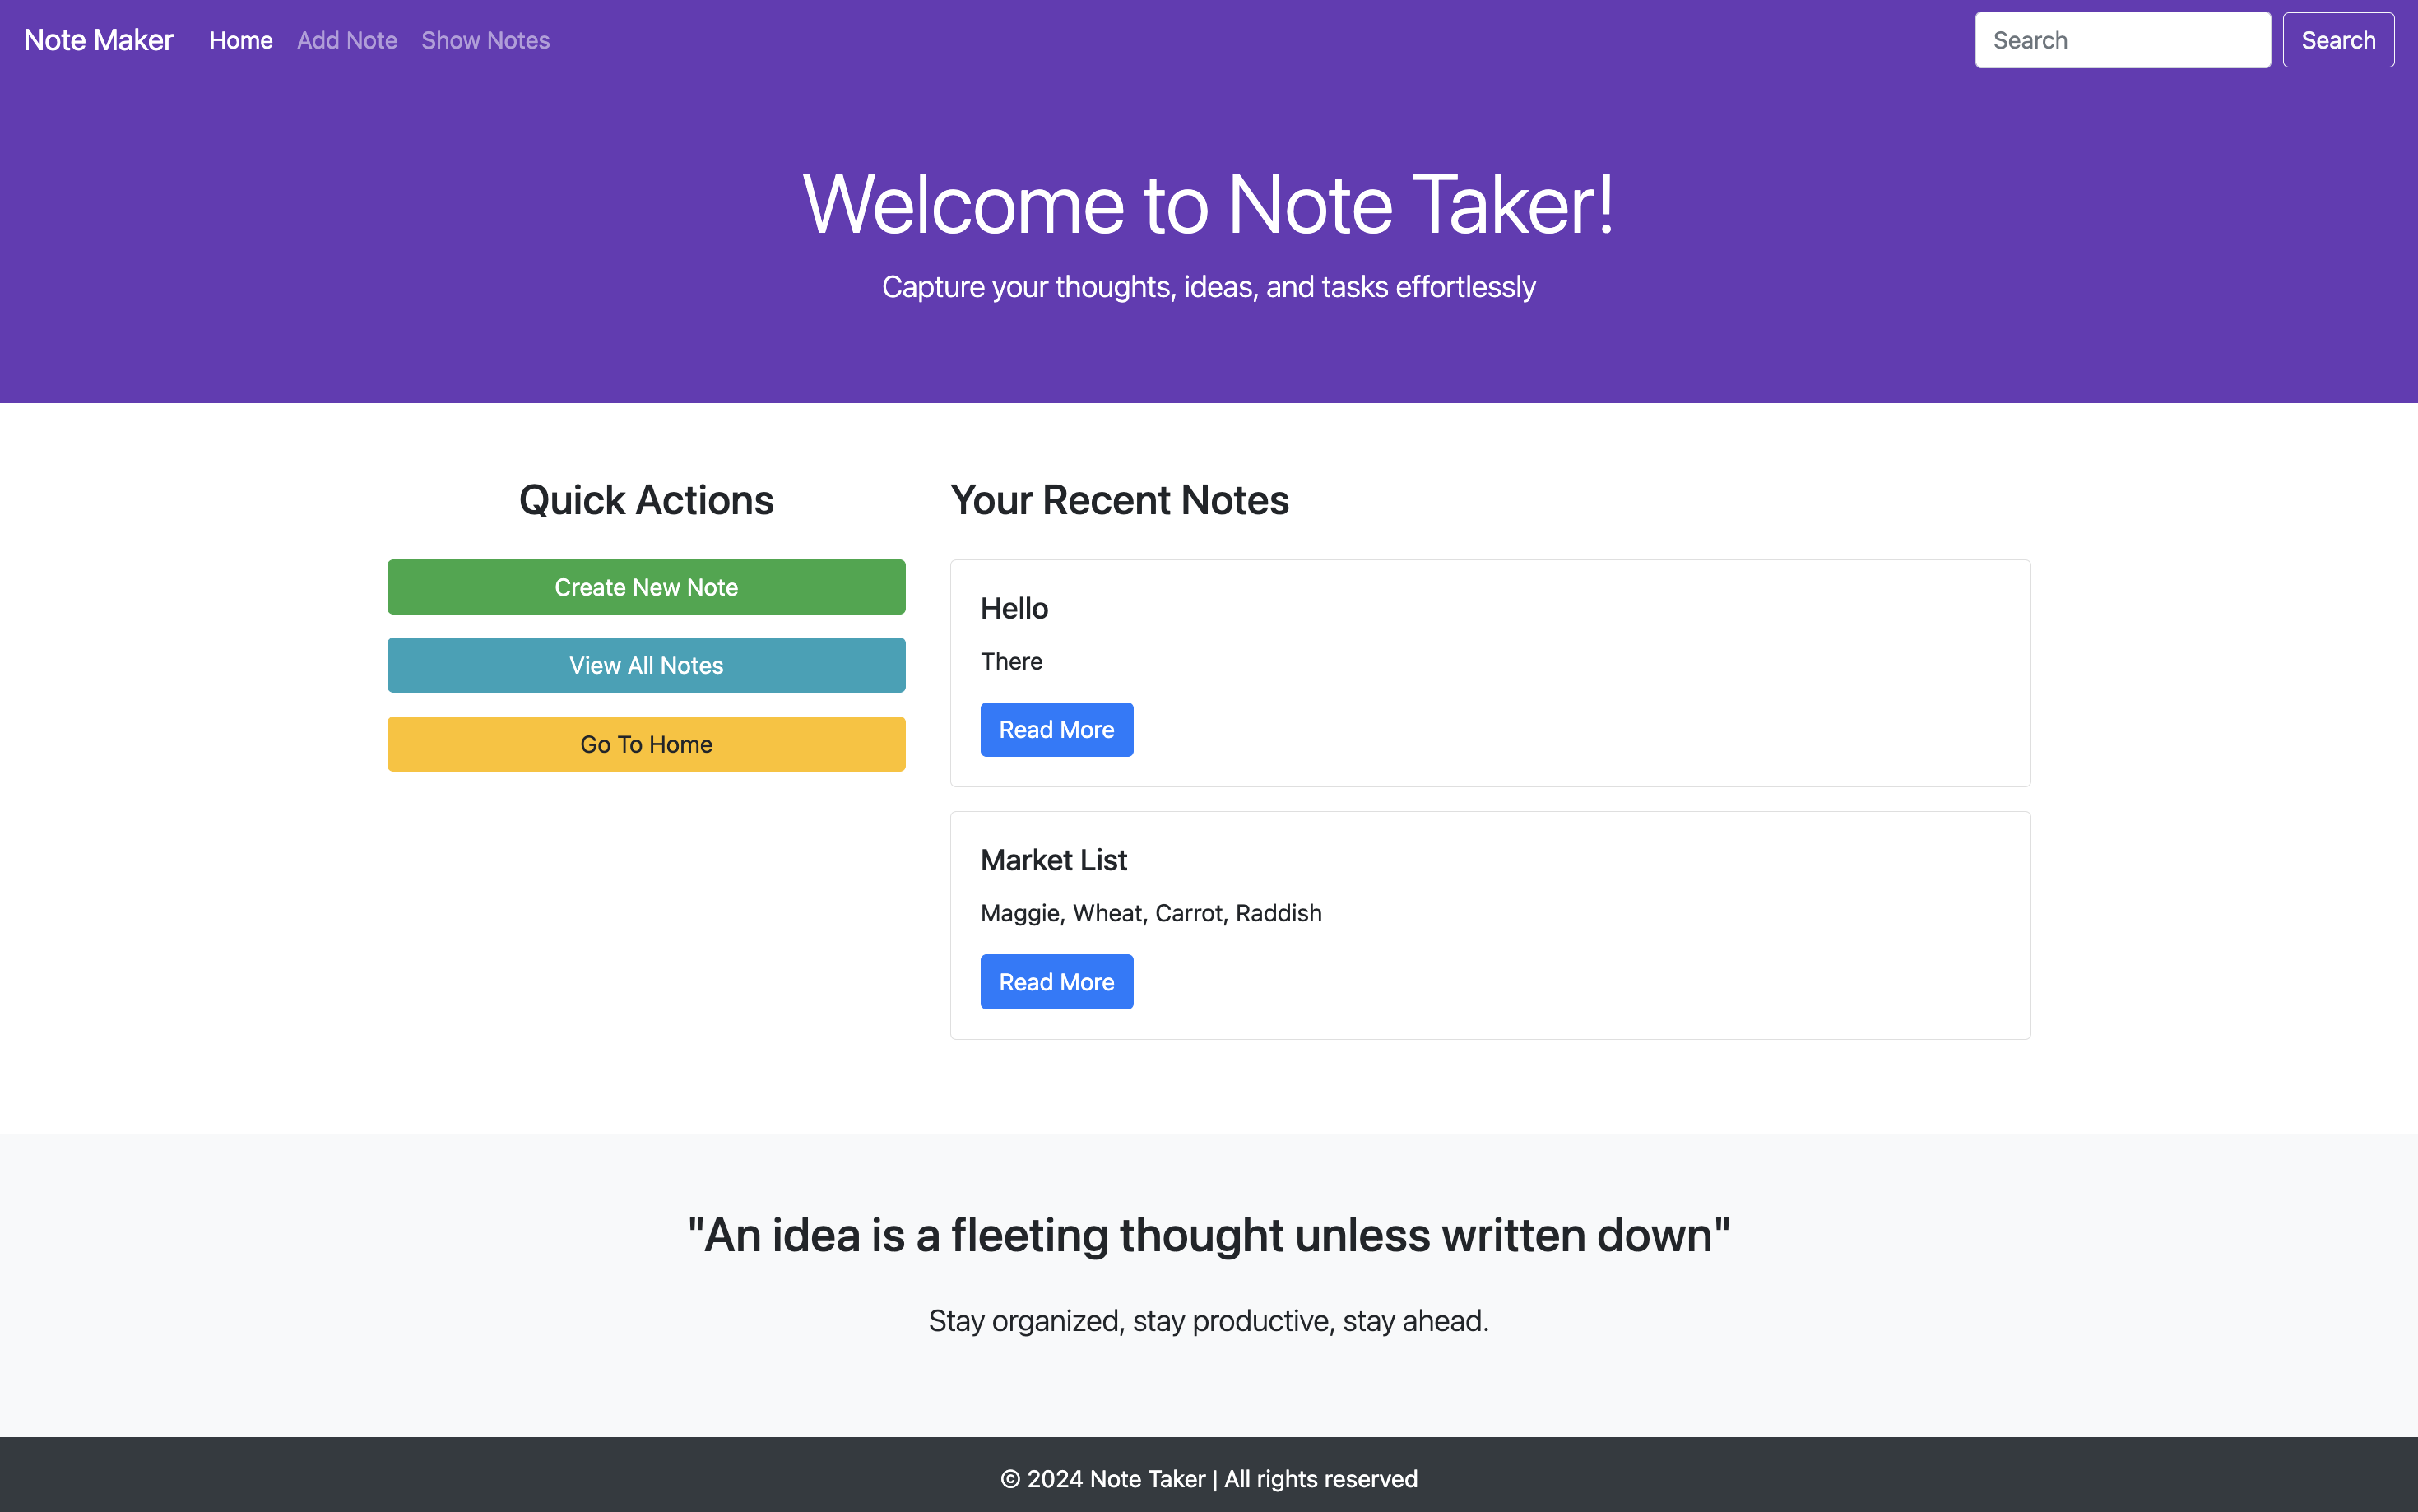 Note Maker Home Add Note Show Notes Search Search
Welcome to Note Taker!
Capture your thoughts, ideas, and tasks effortlessly
Quick Actions
Create New Note
View All Notes
Go To Home
Your Recent Notes
Hello
There
Read More
Market List
Maggie, Wheat, Carrot, Raddish
Read More
"An idea is a fleeting thought unless written down"
Stay organized, stay productive, stay ahead.
© 2024 Note Taker | All rights reserved